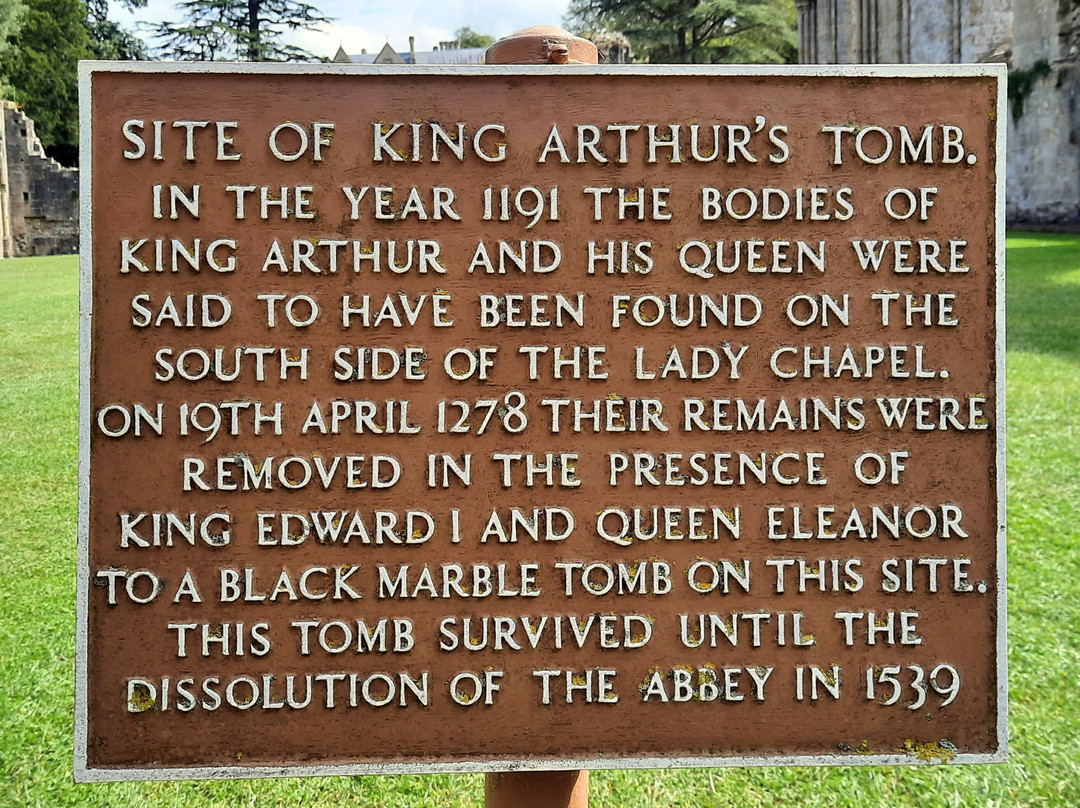 SITE OF KING ARTHUR'S TOMB.
IN THE YEAR 1191 THE BODIES OF
KING ARTHUR AND HIS QUEEN WERE
SAID TO HAVE BEEN FOUND ON THE
SOUTH SIDE OF THE LADY CHAPEL.
ON 19TH APRIL 1278 THEIR REMAINS WERE
REMOVED IN THE PRESENCE OF
KING EDWARD I AND QUEEN ELEANOR
TO A BLACK MARBLE TOMB ON THIS SITE.
THIS TOMB SURVIVED UNTIL THE
DISSOLUTION OF THE ABBEY IN 1539